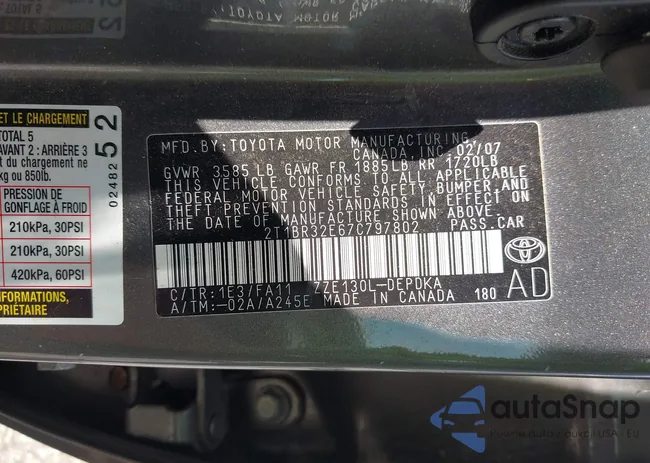 ET LE CHARGEMENT
TOTAL 5
AVANT 2 : ARRIÈRE 3
du chargement ne
kg ou 850lb.
PRESSION DE
GONFLAGE À FROID
210kPa, 30PSI
210kPa, 30PSI
420kPa, 60PSI
PRIÉTAIRE
02482
52
MFD.BY:TOYOTA MOTOR MANUFACTURING
CANADA INC. 02/07
GVWR 3585LB GAWR FR 1885LB RR 1720LB
THIS VEHICLE CONFORMS TO ALL APPLICABLE
FEDERAL MOTOR VEHICLE SAFETY,BUMPER,AND
THEFT PREVENTION STANDARDS IN EFFECT ON
THE DATE OF MANUFACTURE SHOWN ABOVE.
2T1BR32E67C797802 PASS.CAR
C/TR:1E3/FA11 ZZE130L-DEPDKA
A/TM:-02A/A245E MADE IN CANADA 180
TOYOTA
AD
autoSnap